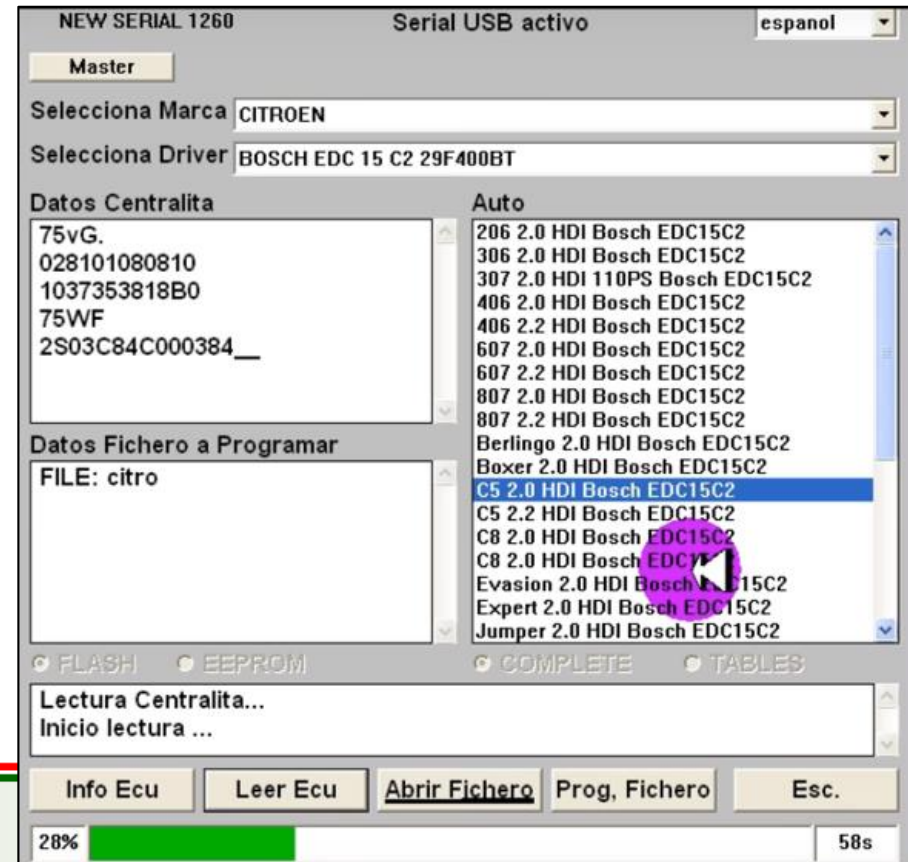 NEW SERIAL 1260
Serial USB activo
espanol
Master
Selecciona Marca CITROEN
Selecciona Driver BOSCH EDC 15 C2 29F400BT
Datos Centralita
75vG.
028101080810
1037353818B0
75WF
2S03C84C000384__
Auto
206 2.0 HDI Bosch EDC15C2
306 2.0 HDI Bosch EDC15C2
307 2.0 HDI 110PS Bosch EDC15C2
406 2.0 HDI Bosch EDC15C2
406 2.2 HDI Bosch EDC15C2
607 2.0 HDI Bosch EDC15C2
607 2.2 HDI Bosch EDC15C2
807 2.0 HDI Bosch EDC15C2
807 2.2 HDI Bosch EDC15C2
Berlingo 2.0 HDI Bosch EDC15C2
Boxer 2.0 HDI Bosch EDC15C2
C5 2.0 HDI Bosch EDC15C2
C5 2.2 HDI Bosch EDC15C2
C8 2.0 HDI Bosch EDC15C2
C8 2.0 HDI Bosch
Evasion 2.0 HDI Bosch
Expert 2.0 HDI Bosch EDC15C2
Jumper 2.0 HDI Bosch EDC15C2
Datos Fichero a Programar
FILE: citro
FLASH
EEPROM
COMPLETE
TABLES
Lectura Centralita...
Inicio lectura ...
Info Ecu
Leer Ecu
Abrir Fichero
Prog, Fichero
Esc.
28%
58s